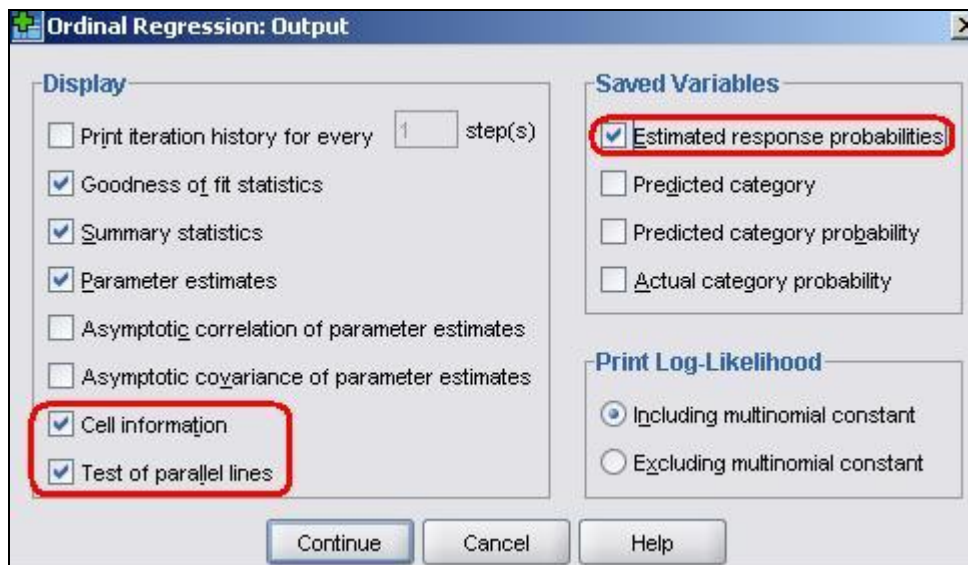 Ordinal Regression: Output
Display
Print iteration history for every 1 step(s)
Goodness of fit statistics
Summary statistics
Parameter estimates
Asymptotic correlation of parameter estimates
Asymptotic covariance of parameter estimates
Cell information
Test of parallel lines
Saved Variables
Estimated response probabilities
Predicted category
Predicted category probability
Actual category probability
Print Log-Likelihood
Including multinomial constant
Excluding multinomial constant
Continue Cancel Help